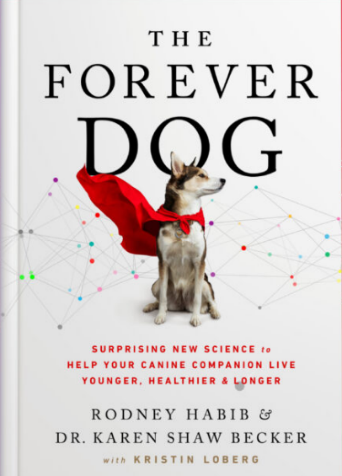 THE
FOREVER
DOG
SURPRISING NEW SCIENCE to
HELP YOUR CANINE COMPANION LIVE
YOUNGER, HEALTHIER & LONGER
RODNEY HABIB &
DR. KAREN SHAW BECKER
with KRISTIN LOBERG